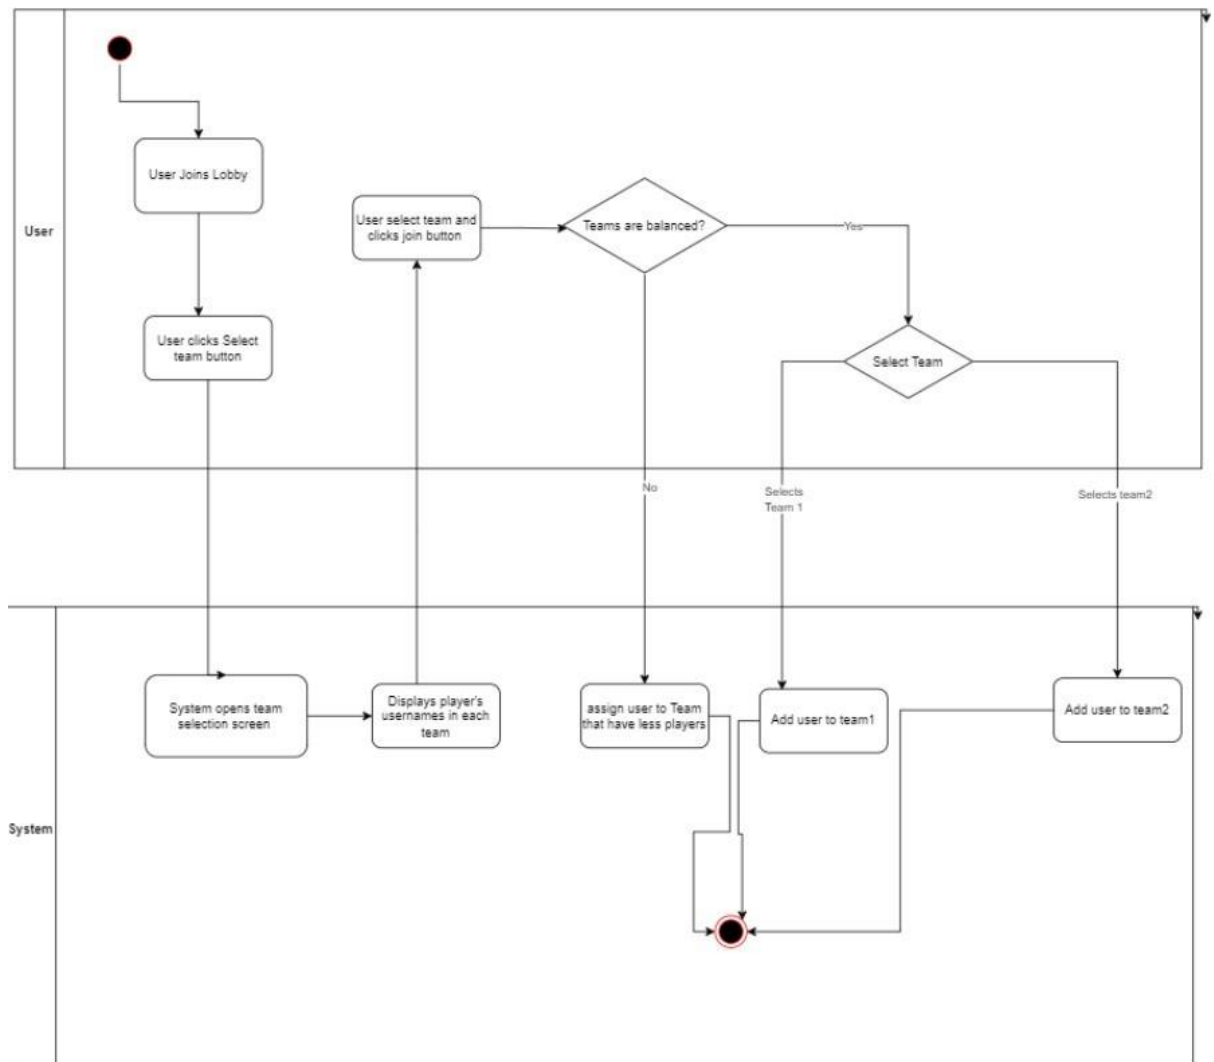 User
User Joins Lobby
User clicks Select
team button
User select team and
clicks join button
Teams are balanced?
Yes
Select Team
No
Selects
Team 1
Selects team2
System
System opens team
selection screen
Displays player's
usernames in each
team
assign user to Team
that have less players
Add user to team1
Add user to team2